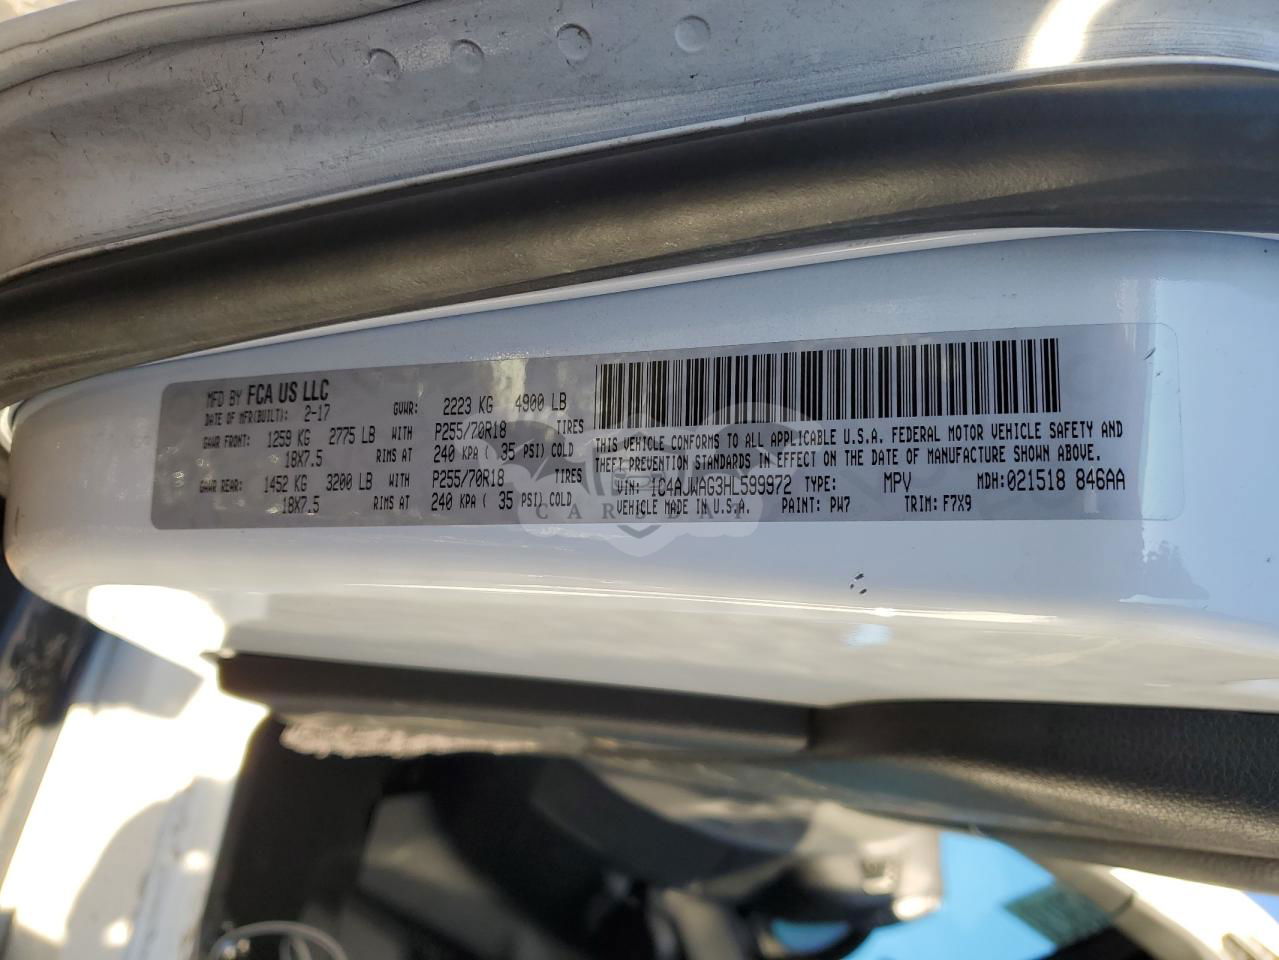 MFD BY FCA US LLC
DATE OF MFR(BUILT): 2-17 GVWR: 2223 KG 4900 LB
GAWR FRONT: 1259 KG 2775 LB WITH P255/70R18 TIRES
18X7.5 RIMS AT 240 KPA ( 35 PSI) COLD
GAWR REAR: 1452 KG 3200 LB WITH P255/70R18 TIRES
18X7.5 RIMS AT 240 KPA ( 35 PSI) COLD
THIS VEHICLE CONFORMS TO ALL APPLICABLE U.S.A. FEDERAL MOTOR VEHICLE SAFETY AND
THEFT PREVENTION STANDARDS IN EFFECT ON THE DATE OF MANUFACTURE SHOWN ABOVE.
VIN: 1C4AJWAG3HL599972 TYPE: MPV MDH: 021518 846AA
VEHICLE MADE IN U.S.A. PAINT: PW7 TRIM: F7X9
CARSDAT